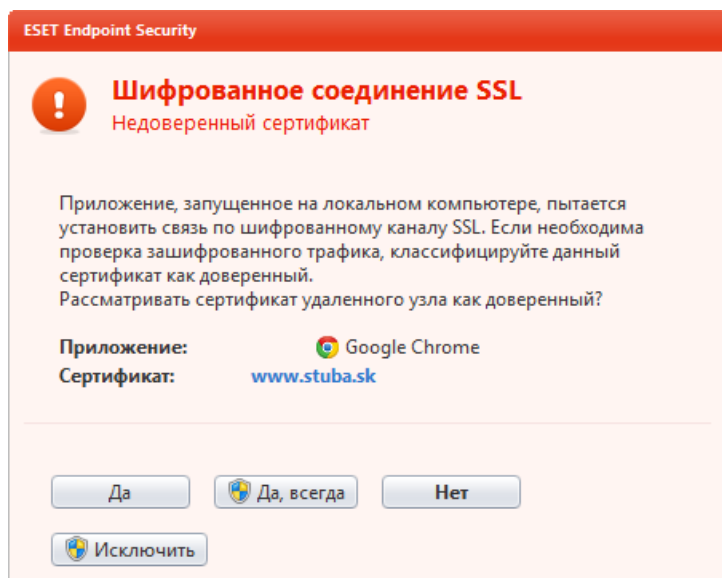 ESET Endpoint Security
Шифрованное соединение SSL
Недоверенный сертификат
Приложение, запущенное на локальном компьютере, пытается
установить связь по шифрованному каналу SSL. Если необходима
проверка зашифрованного трафика, классифицируйте данный
сертификат как доверенный.
Рассматривать сертификат удаленного узла как доверенный?
Приложение: Google Chrome
Сертификат: www.stuba.sk
Да Да, всегда Нет
Исключить